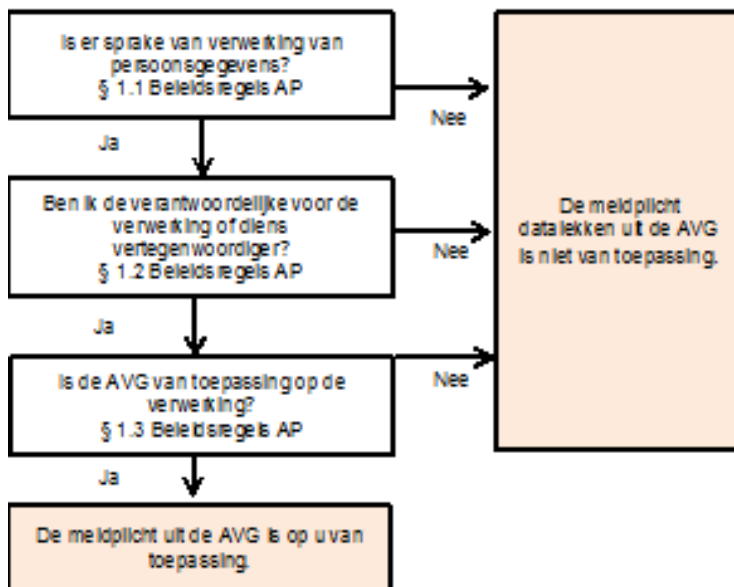 Is er sprake van verwerking van
persoonsgegevens?
§ 1.1 Beleidsregels AP
Nee
Ja
Ben ik de verantwoordelijke voor de
verwerking of diens
vertegenwoordiger?
§ 1.2 Beleidsregels AP
Nee
De meldplicht
datalekken uit de AVG
is niet van toepassing.
Ja
Is de AVG van toepassing op de
verwerking?
§ 1.3 Beleidsregels AP
Nee
Ja
De meldplicht uit de AVG is op u van
toepassing.